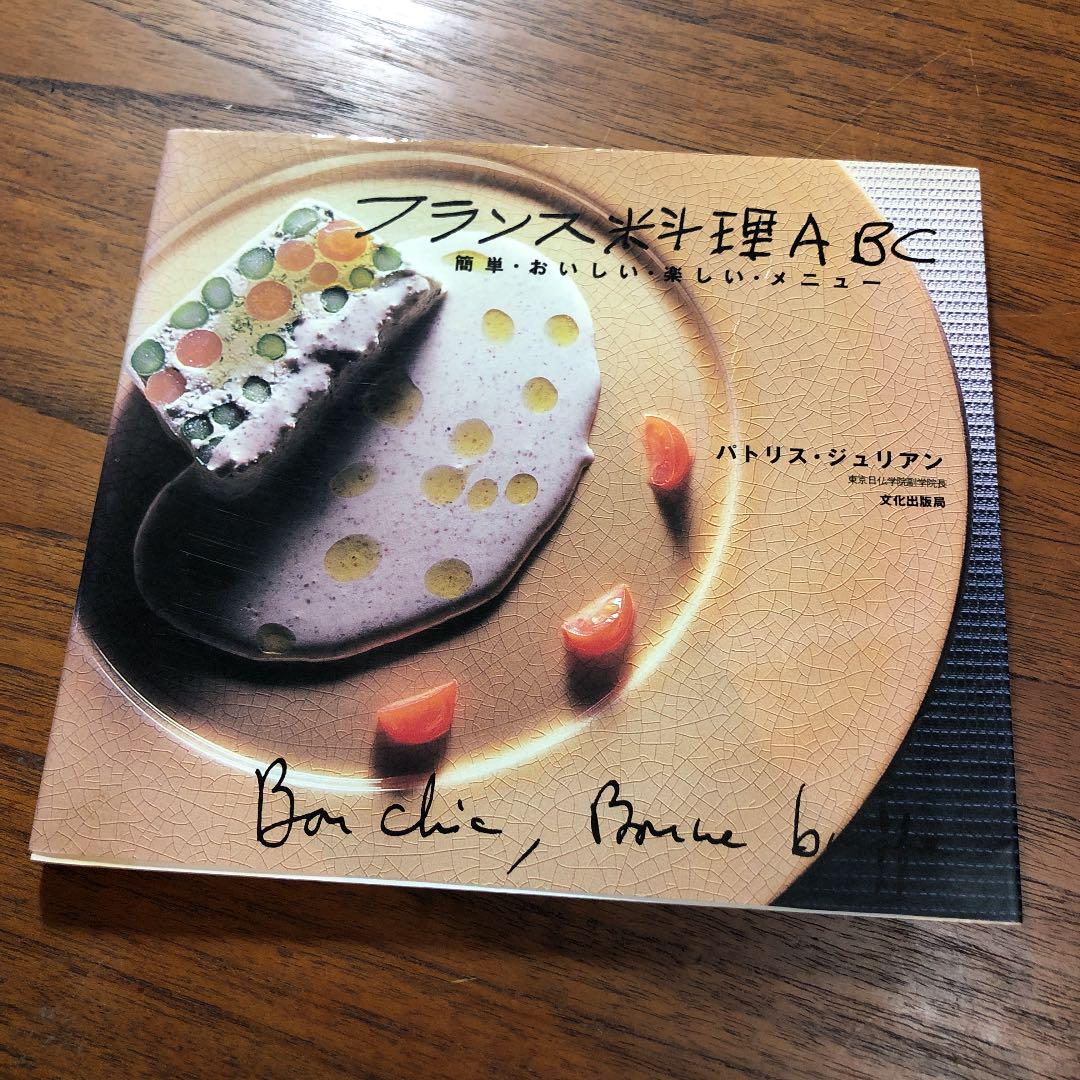 フランス料理ABC
簡単・おいしい・楽しい・メニュー
パトリス・ジュリアン
東京日仏学院副学院長
文化出版局
Bon chic, Bonne